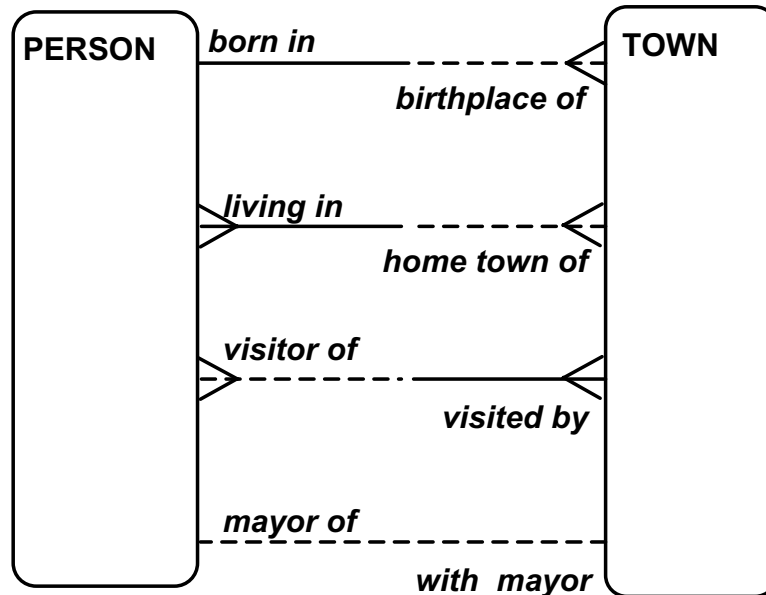 PERSON
born in
TOWN
birthplace of
living in
home town of
visitor of
visited by
mayor of
with mayor